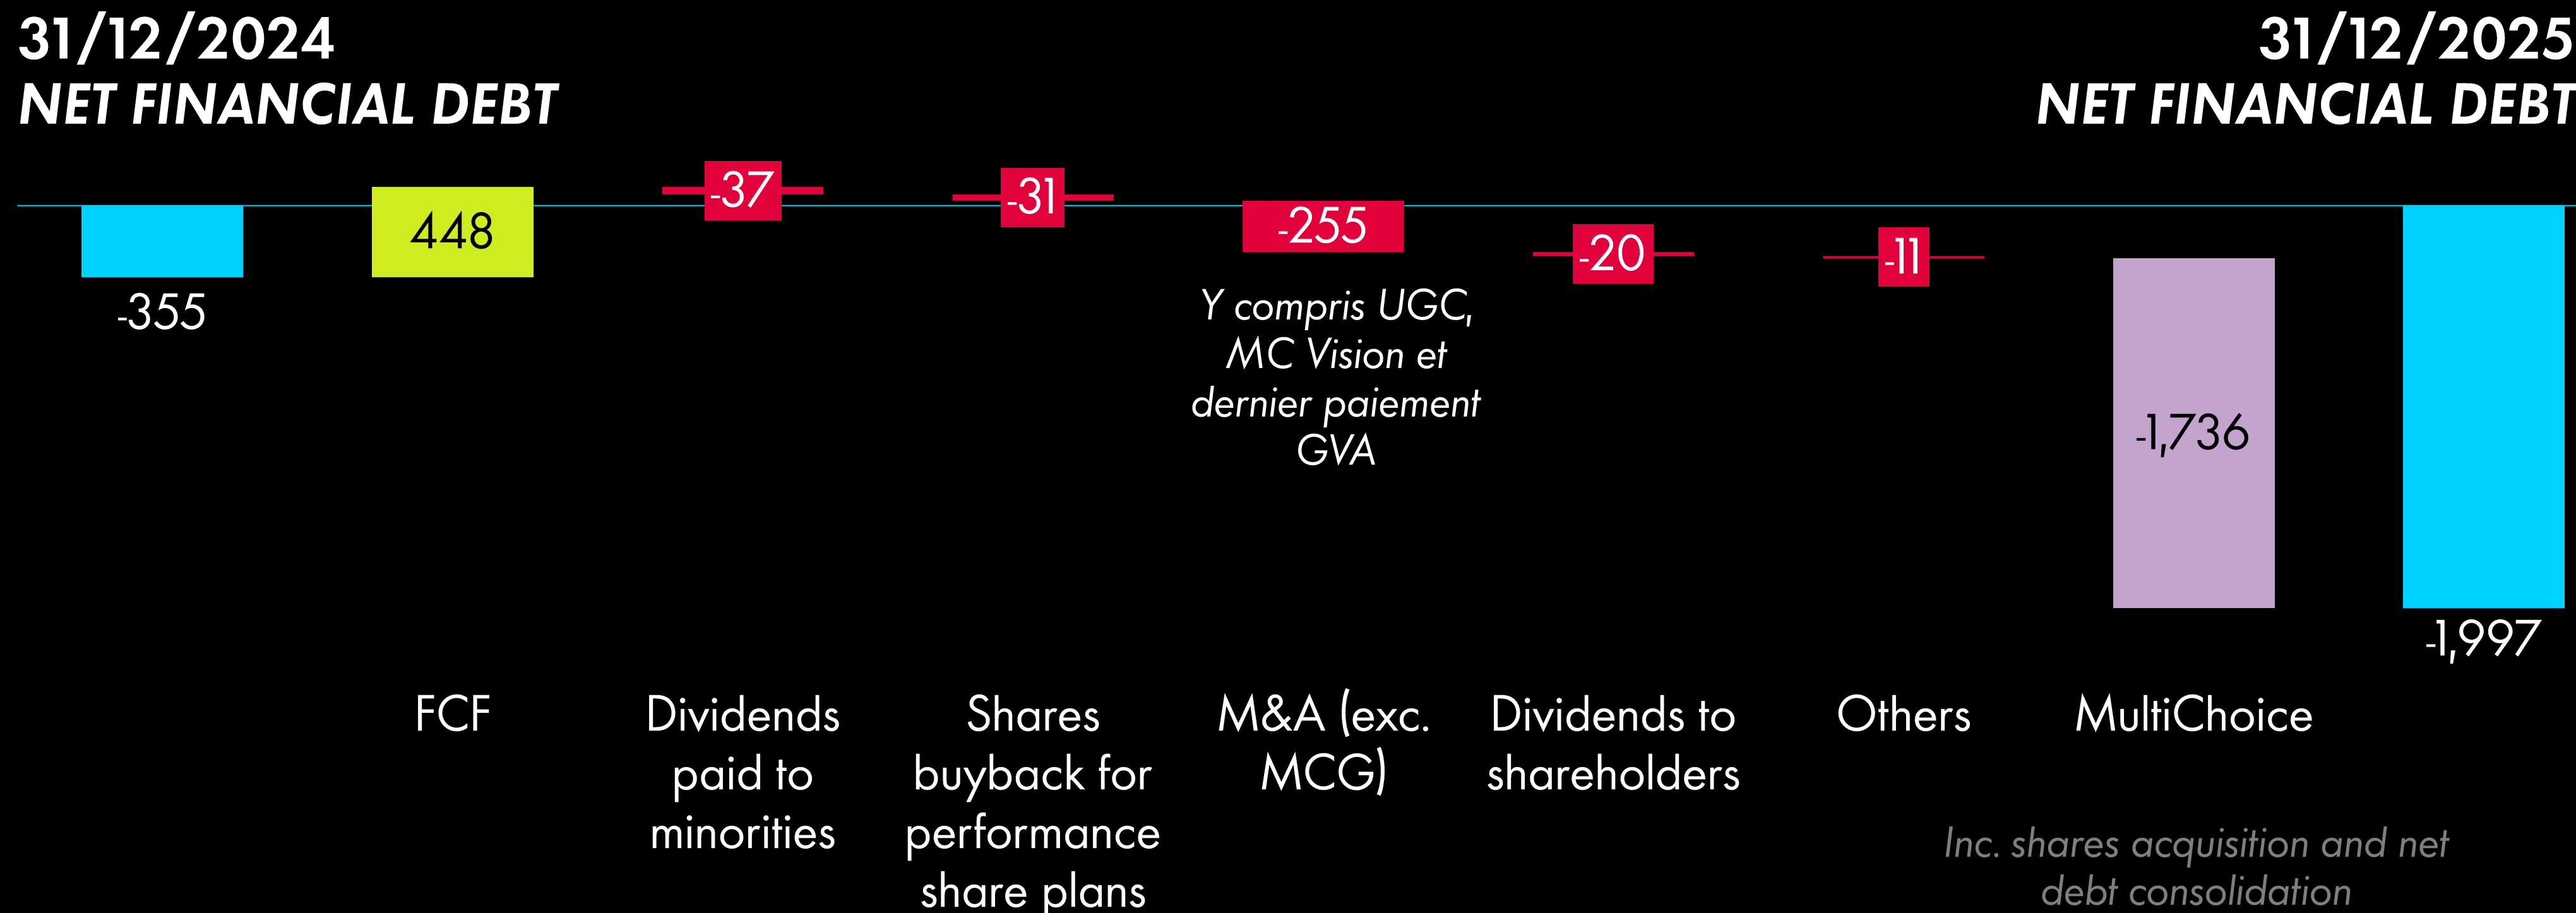 31/12/2024
NET FINANCIAL DEBT
31/12/2025
NET FINANCIAL DEBT
-355
448
-37
-31
-255
Y compris UGC,
MC Vision et
dernier paiement
GVA
-20
-11
-1,736
-1,997
FCF
Dividends
paid to
minorities
Shares
buyback for
performance
share plans
M&A (exc.
MCG)
Dividends to
shareholders
Others
MultiChoice
Inc. shares acquisition and net
debt consolidation